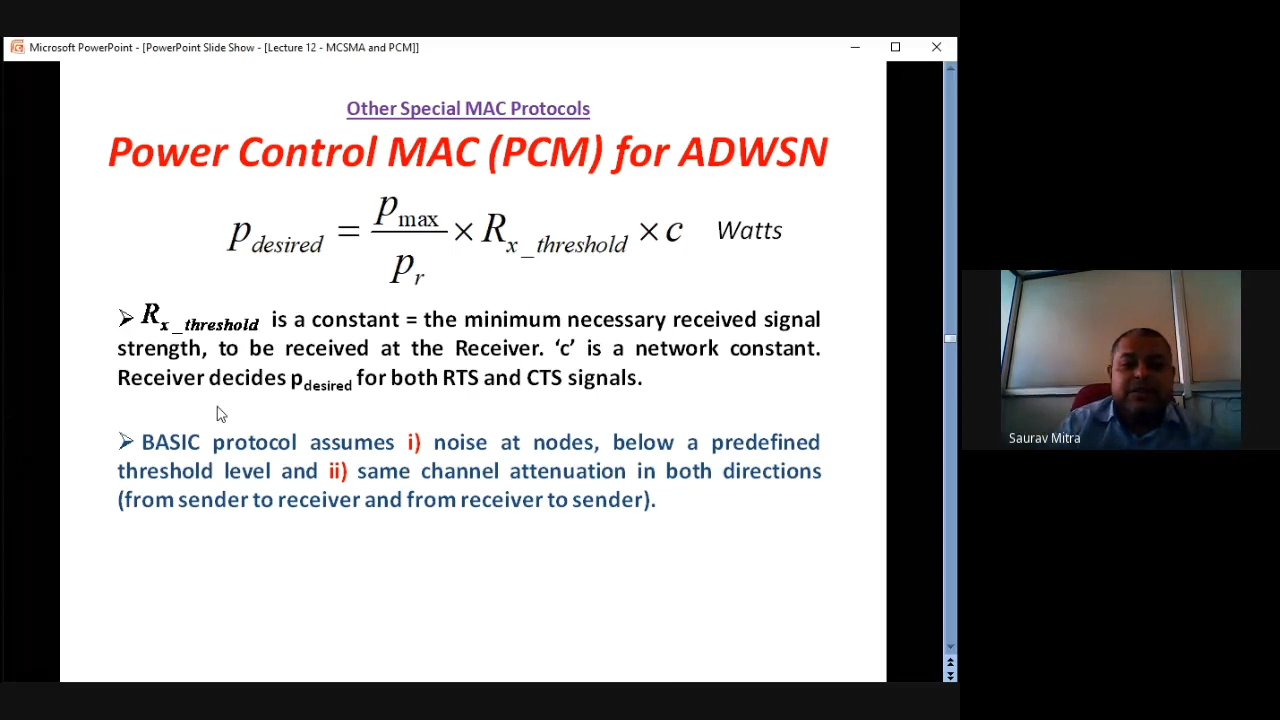 Microsoft PowerPoint - [PowerPoint Slide Show - [Lecture 12 - MCSMA and PCM]]
Other Special MAC Protocols
Power Control MAC (PCM) for ADWSN
p_desired = p_max / p_r × R_x_threshold × c Watts
➢ R_x_threshold is a constant = the minimum necessary received signal
strength, to be received at the Receiver. ‘c’ is a network constant.
Receiver decides p_desired for both RTS and CTS signals.
➢ BASIC protocol assumes i) noise at nodes, below a predefined
threshold level and ii) same channel attenuation in both directions
(from sender to receiver and from receiver to sender).
Saurav Mitra